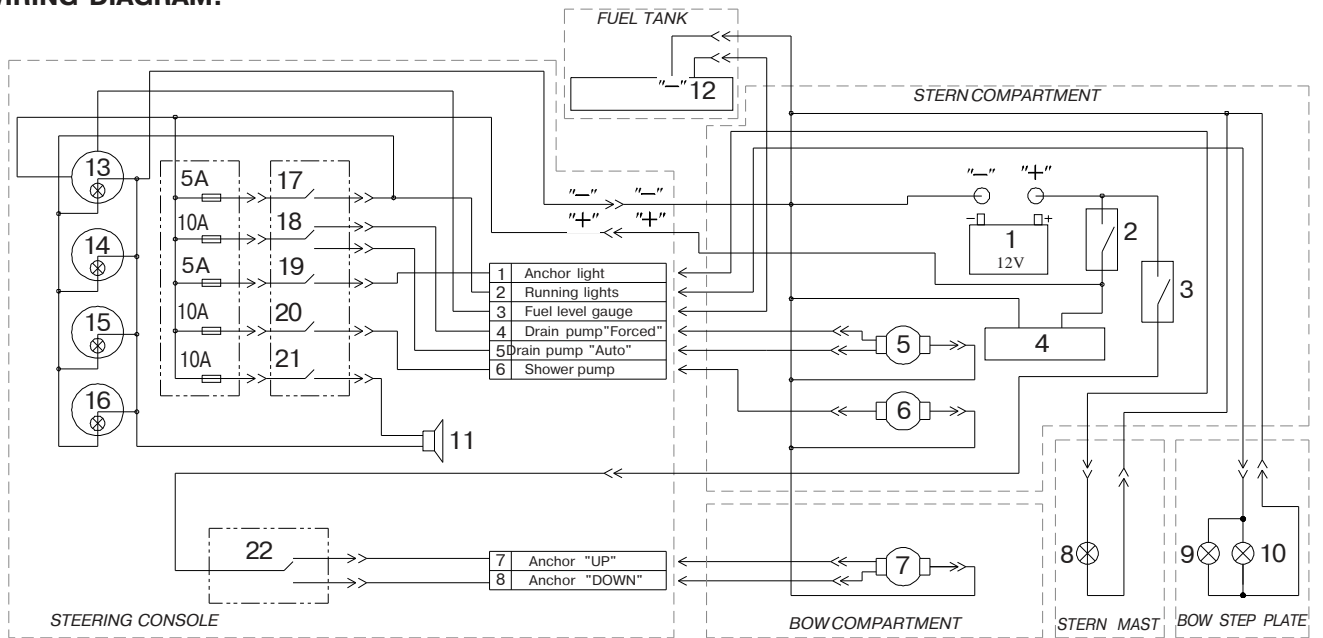 WIRING DIAGRAM:
FUEL TANK
"—" 12
STERN COMPARTMENT
13
14
15
16
5A
10A
5A
10A
10A
17
18
19
20
21
"—" "—"
"+" "+"
"—" "+"
– +
1
12V
2
3
4
1 Anchor light
2 Running lights
3 Fuel level gauge
4 Drain pump"Forced"
5 Drain pump "Auto"
6 Shower pump
5
6
11
22
7 Anchor "UP"
8 Anchor "DOWN"
7
8
9
10
STEERING CONSOLE
BOW COMPARTMENT
STERN MAST
BOW STEP PLATE